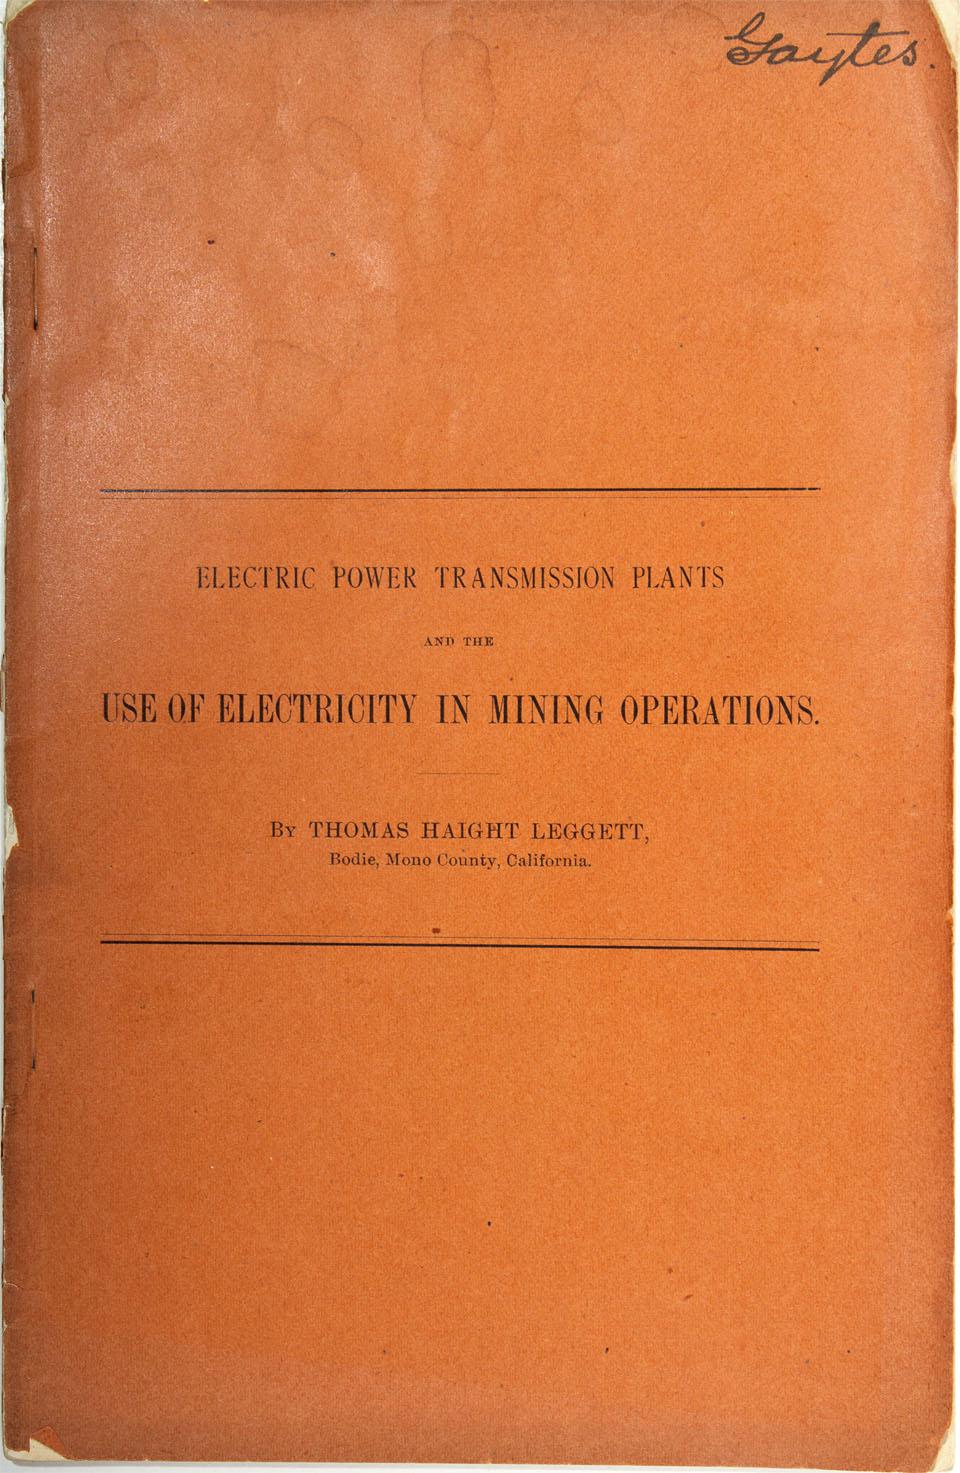 Gaytes.
ELECTRIC POWER TRANSMISSION PLANTS
AND THE
USE OF ELECTRICITY IN MINING OPERATIONS.
BY THOMAS HAIGHT LEGGETT,
Bodie, Mono County, California.